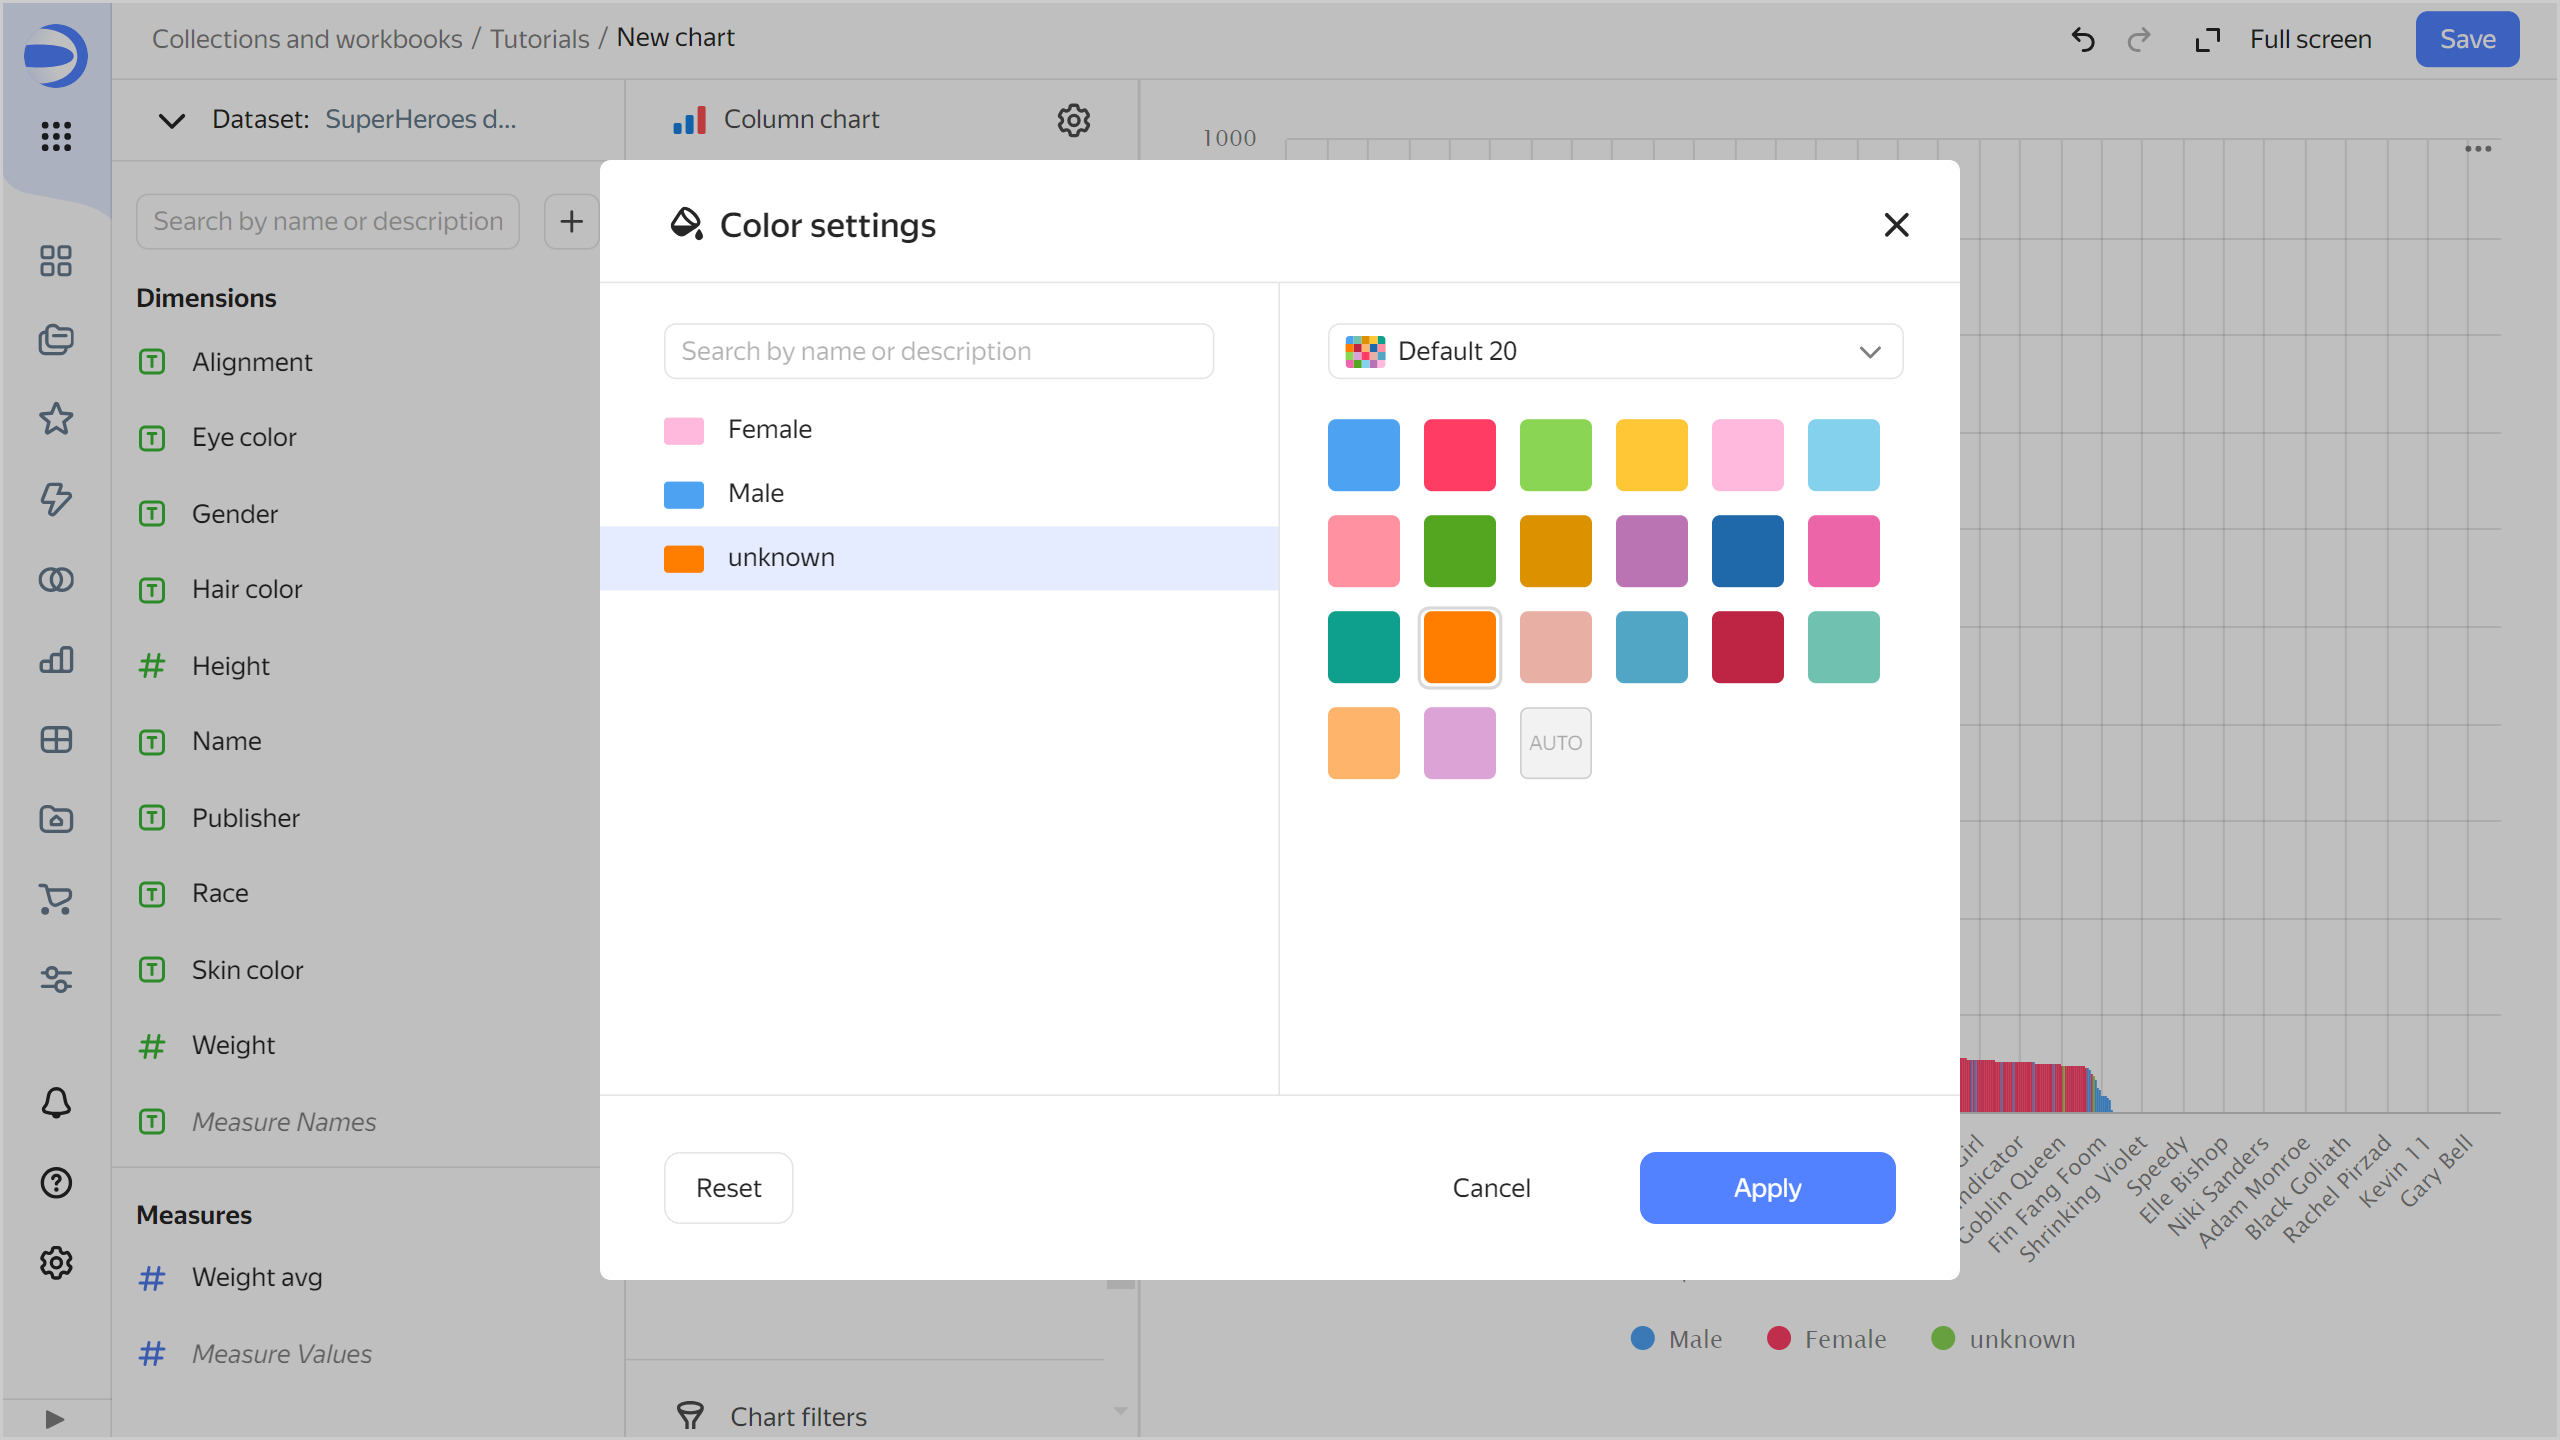 Collections and workbooks / Tutorials / New chart
Full screen
Save
Dataset: SuperHeroes d...
Column chart
1000
Search by name or description
Dimensions
Alignment
Eye color
Gender
Hair color
Height
Name
Publisher
Race
Skin color
Weight
Measure Names
Measures
Weight avg
Measure Values
Color settings
Search by name or description
Female
Male
unknown
Default 20
AUTO
Reset
Cancel
Apply
Goblin Queen
Fin Fang Foom
Shrinking Violet
Speedy
Elle Bishop
Niki Sanders
Adam Monroe
Black Goliath
Rachel Pirzad
Kevin 11
Gary Bell
Male
Female
unknown
Chart filters